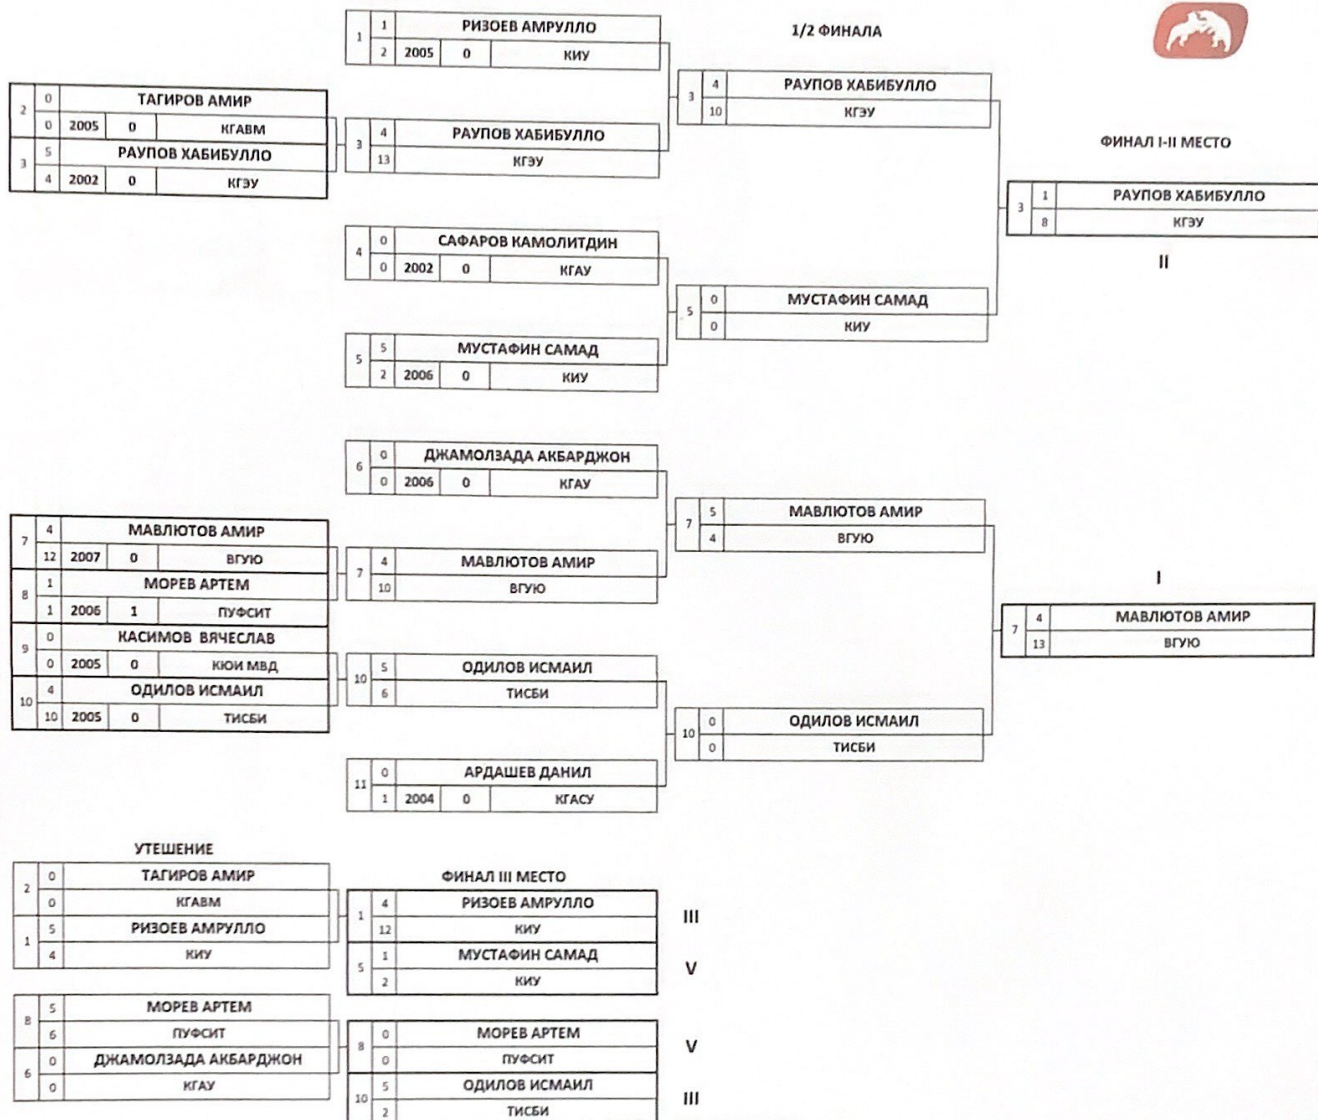 1 1 РИЗОЕВ АМРУЛЛО
2 2005 0 КИУ
1/2 ФИНАЛА
2 0 ТАГИРОВ АМИР
0 2005 0 КГАВМ
3 5 РАУПОВ ХАБИБУЛЛО
4 2002 0 КГЭУ
3 4 РАУПОВ ХАБИБУЛЛО
13 КГЭУ
3 4 РАУПОВ ХАБИБУЛЛО
10 КГЭУ
ФИНАЛ I-II МЕСТО
3 1 РАУПОВ ХАБИБУЛЛО
8 КГЭУ
II
4 0 САФАРОВ КАМОЛИТДИН
0 2002 0 КГАУ
5 0 МУСТАФИН САМАД
0 КИУ
5 5 МУСТАФИН САМАД
2 2006 0 КИУ
6 0 ДЖАМОЛЗАДА АКБАРДЖОН
0 2006 0 КГАУ
7 5 МАВЛЮТОВ АМИР
4 ВГУЮ
7 4 МАВЛЮТОВ АМИР
12 2007 0 ВГУЮ
8 1 МОРЕВ АРТЕМ
1 2006 1 ПУФСИТ
9 0 КАСИМОВ ВЯЧЕСЛАВ
0 2005 0 КЮИ МВД
10 4 ОДИЛОВ ИСМАИЛ
10 2005 0 ТИСБИ
7 4 МАВЛЮТОВ АМИР
10 ВГУЮ
I
7 4 МАВЛЮТОВ АМИР
13 ВГУЮ
10 5 ОДИЛОВ ИСМАИЛ
6 ТИСБИ
10 0 ОДИЛОВ ИСМАИЛ
0 ТИСБИ
11 0 АРДАШЕВ ДАНИЛ
1 2004 0 КГАСУ
УТЕШЕНИЕ
2 0 ТАГИРОВ АМИР
0 КГАВМ
1 5 РИЗОЕВ АМРУЛЛО
4 КИУ
8 5 МОРЕВ АРТЕМ
6 ПУФСИТ
6 0 ДЖАМОЛЗАДА АКБАРДЖОН
0 КГАУ
ФИНАЛ III МЕСТО
1 4 РИЗОЕВ АМРУЛЛО
12 КИУ
III
5 1 МУСТАФИН САМАД
2 КИУ
V
8 0 МОРЕВ АРТЕМ
0 ПУФСИТ
V
10 5 ОДИЛОВ ИСМАИЛ
2 ТИСБИ
III